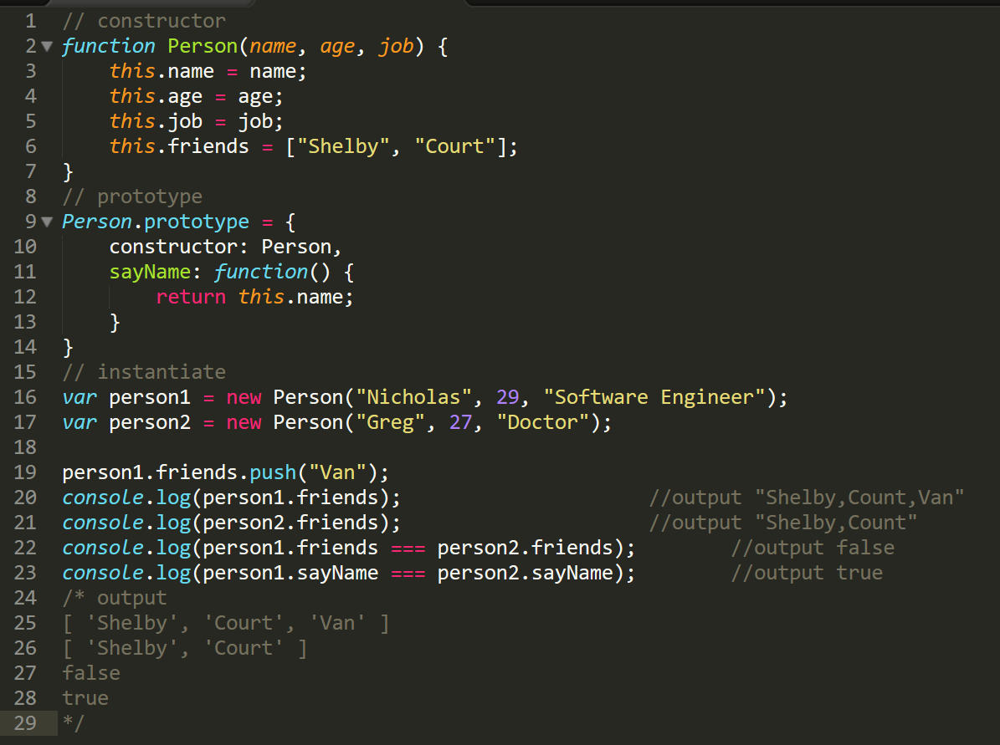 1 // constructor
2 function Person(name, age, job) {
3     this.name = name;
4     this.age = age;
5     this.job = job;
6     this.friends = ["Shelby", "Court"];
7 }
8 // prototype
9 Person.prototype = {
10     constructor: Person,
11     sayName: function() {
12         return this.name;
13     }
14 }
15 // instantiate
16 var person1 = new Person("Nicholas", 29, "Software Engineer");
17 var person2 = new Person("Greg", 27, "Doctor");
18
19 person1.friends.push("Van");
20 console.log(person1.friends);                     //output "Shelby,Count,Van"
21 console.log(person2.friends);                     //output "Shelby,Count"
22 console.log(person1.friends === person2.friends);        //output false
23 console.log(person1.sayName === person2.sayName);        //output true
24 /* output
25 [ 'Shelby', 'Court', 'Van' ]
26 [ 'Shelby', 'Court' ]
27 false
28 true
29 */